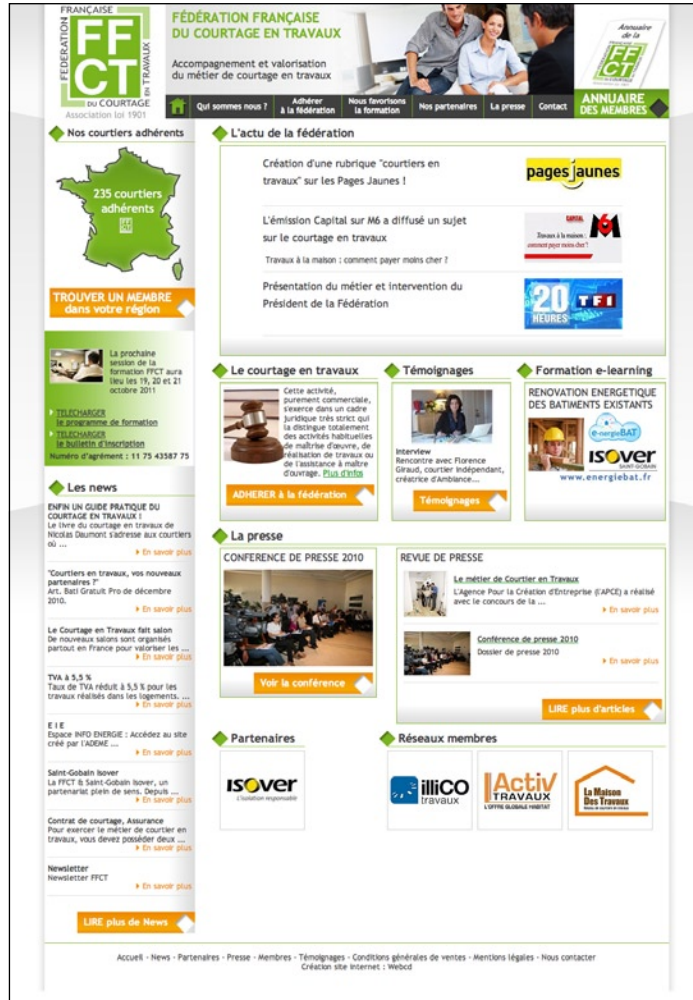 FRANÇAISE
FEDERATION
FFCT
EN TRAVAUX
DU COURTAGE
Association loi 1901
FÉDÉRATION FRANÇAISE
DU COURTAGE EN TRAVAUX
Accompagnement et valorisation
du métier de courtage en travaux
Annuaire
de la
Qui sommes nous ?
Adhérer
à la fédération
Nous favorisons
la formation
Nos partenaires
La presse
Contact
ANNUAIRE
DES MEMBRES
Nos courtiers adhérents
235 courtiers
adhérents
TROUVER UN MEMBRE
dans votre région
La prochaine
session de la
formation FFCT aura
lieu les 19, 20 et 21
octobre 2011
TELECHARGER
le programme de formation
TELECHARGER
le bulletin d'inscription
Numéro d'agrément : 11 75 43587 75
Les news
ENFIN UN GUIDE PRATIQUE DU
COURTAGE EN TRAVAUX !
Le livre du courtage en travaux de
Nicolas Daumont s'adresse aux courtiers
où ...
En savoir plus
"Courtiers en travaux, vos nouveaux
partenaires ?"
Art. Bati Gratuit Pro de décembre
2010.
En savoir plus
Le Courtage en Travaux fait salon
De nouveaux salons sont organisés
partout en France pour valoriser les ...
En savoir plus
TVA à 5,5 %
Taux de TVA réduit à 5,5 % pour les
travaux réalisés dans les logements. ...
En savoir plus
E I E
Espace INFO ENERGIE : Accédez au site
créé par l'ADEME ...
En savoir plus
Saint-Gobain Isover
La FFCT & Saint-Gobain Isover, un
partenariat plein de sens. Depuis ...
En savoir plus
Contrat de courtage, Assurance
Pour exercer le métier de courtier en
travaux, vous devez posséder deux ...
En savoir plus
Newsletter
Newsletter FFCT
En savoir plus
LIRE plus de News
L'actu de la fédération
Création d'une rubrique "courtiers en
travaux" sur les Pages Jaunes !
pagesjaunes
L'émission Capital sur M6 a diffusé un sujet
sur le courtage en travaux
Travaux à la maison : comment payer moins cher ?
CAPITAL
M6
Travaux à la maison :
comment payer moins cher ?
Présentation du métier et intervention du
Président de la Fédération
20
HEURES
TF1
Le courtage en travaux
Cette activité,
purement commerciale,
s'exerce dans un cadre
juridique très strict qui
la distingue totalement
des activités habituelles
de maîtrise d'œuvre, de
réalisation de travaux ou
de l'assistance à maître
d'ouvrage. Plus d'infos
ADHERER à la fédération
Témoignages
Interview
Rencontre avec Florence
Giraud, courtier indépendant,
créatrice d'Ambiance...
Témoignages
Formation e-learning
RENOVATION ENERGETIQUE
DES BATIMENTS EXISTANTS
e-nergieBAT
isover
SAINT-GOBAIN
www.energiebat.fr
La presse
CONFERENCE DE PRESSE 2010
Voir la conférence
REVUE DE PRESSE
Le métier de Courtier en Travaux
L'Agence Pour la Création d'Entreprise (l'APCE) a réalisé
avec le concours de la ...
En savoir plus
Conférence de presse 2010
Dossier de presse 2010
En savoir plus
LIRE plus d'articles
Partenaires
isover
L'isolation responsable
Réseaux membres
illiCO
travaux
Activ
TRAVAUX
L'OFFRE GLOBALE HABITAT
La Maison
Des Travaux
Accueil - News - Partenaires - Presse - Membres - Témoignages - Conditions générales de ventes - Mentions légales - Nous contacter
Création site internet : Webcd